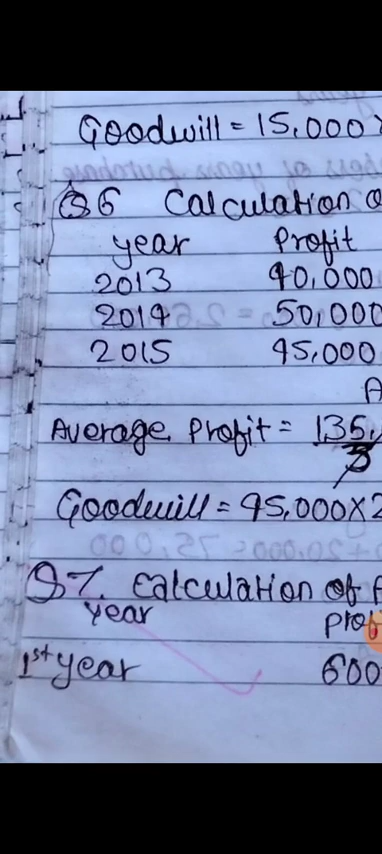 Goodwill = 15,000 ×
Q6 Calculation o
year Profit
2013 40,000
2014 50,000
2015 45,000
A
Average Profit = 135,
3
Goodwill = 45,000×2
Q7. Calculation of A
year prof
1st year 600